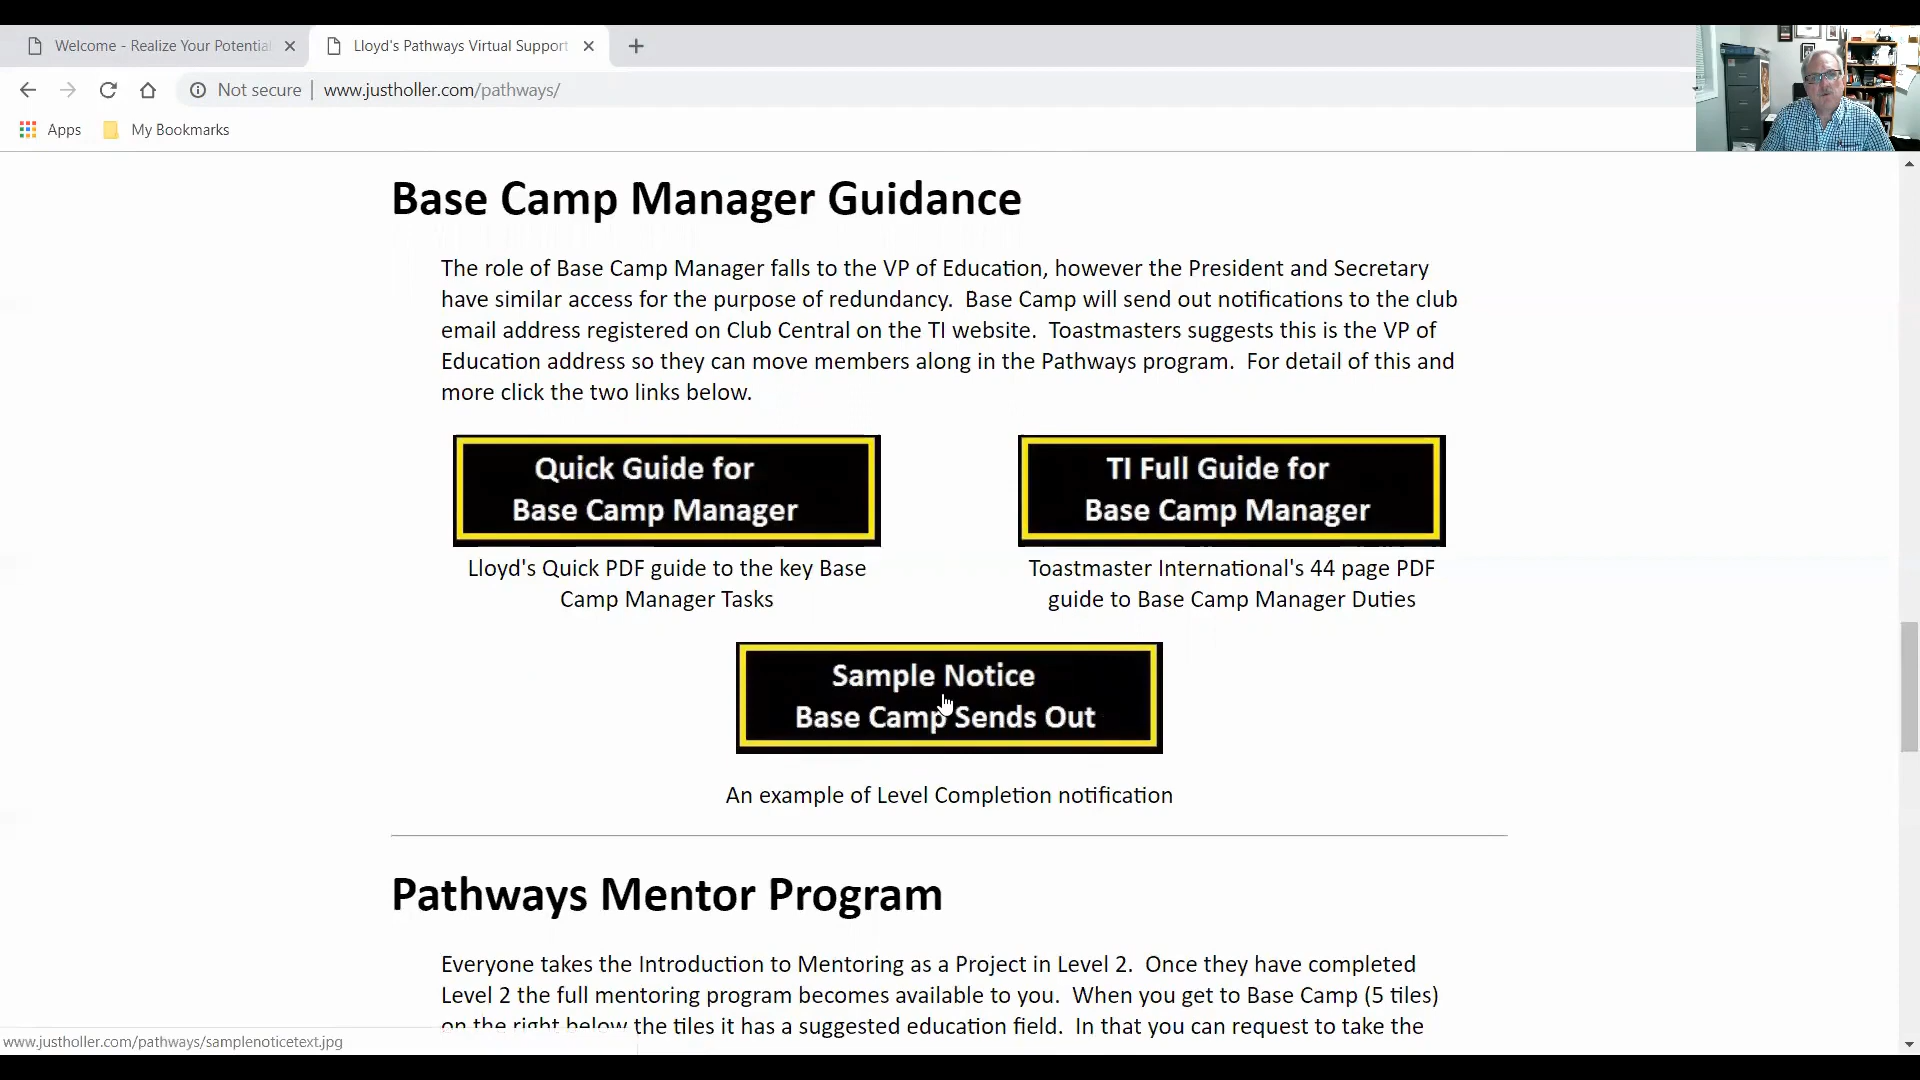 Welcome - Realize Your Potentia
Lloyd's Pathways Virtual Support
Not secure | www.justholler.com/pathways/
Apps My Bookmarks
Base Camp Manager Guidance
The role of Base Camp Manager falls to the VP of Education, however the President and Secretary
have similar access for the purpose of redundancy. Base Camp will send out notifications to the club
email address registered on Club Central on the TI website. Toastmasters suggests this is the VP of
Education address so they can move members along in the Pathways program. For detail of this and
more click the two links below.
Quick Guide for
Base Camp Manager
TI Full Guide for
Base Camp Manager
Lloyd's Quick PDF guide to the key Base
Camp Manager Tasks
Toastmaster International's 44 page PDF
guide to Base Camp Manager Duties
Sample Notice
Base Camp Sends Out
An example of Level Completion notification
Pathways Mentor Program
Everyone takes the Introduction to Mentoring as a Project in Level 2. Once they have completed
Level 2 the full mentoring program becomes available to you. When you get to Base Camp (5 tiles)
on the right below the tiles it has a suggested education field. In that you can request to take the
www.justholler.com/pathways/samplenoticetext.jpg